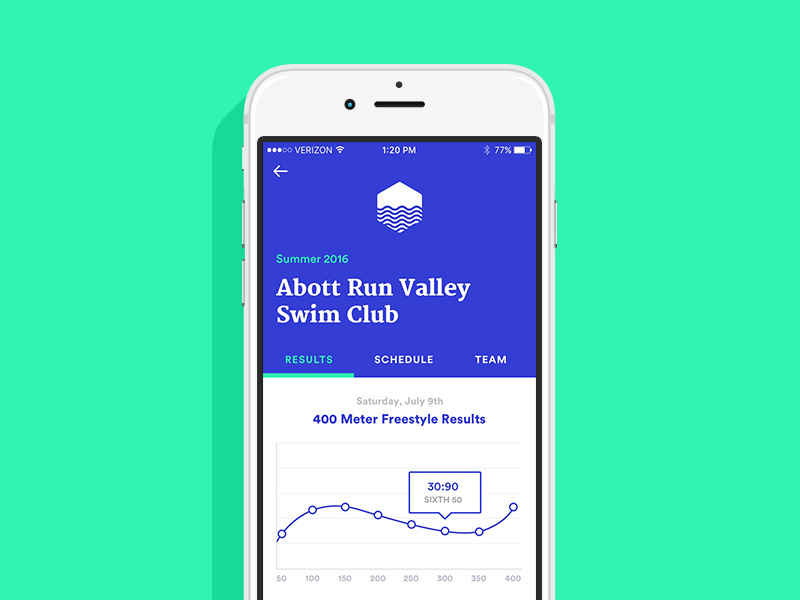 VERIZON 1:20 PM 77%
Summer 2016
Abott Run Valley
Swim Club
RESULTS SCHEDULE TEAM
Saturday, July 9th
400 Meter Freestyle Results
30:90
SIXTH 50
50 100 150 200 250 300 350 400